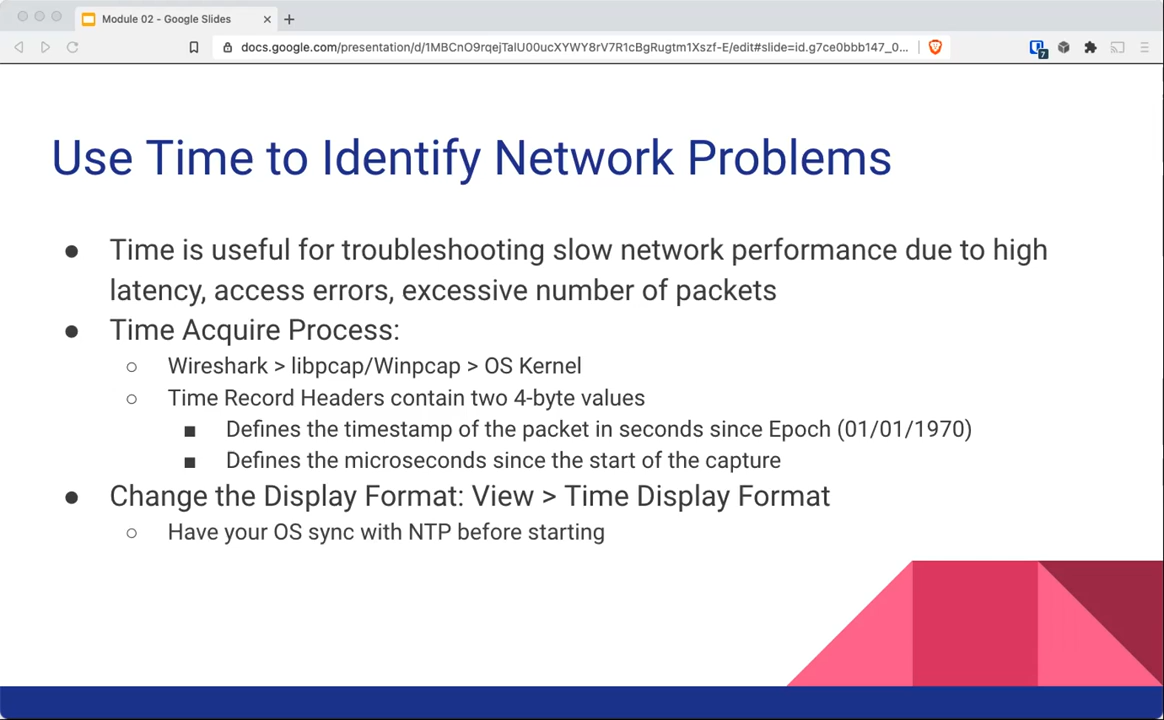 Module 02 - Google Slides
docs.google.com/presentation/d/1MBCnO9rqejTalU00ucXYWY8rV7R1cBgRugtm1Xszf-E/edit#slide=id.g7ce0bbb147_0...
7
Use Time to Identify Network Problems
● Time is useful for troubleshooting slow network performance due to high
latency, access errors, excessive number of packets
● Time Acquire Process:
○ Wireshark > libpcap/Winpcap > OS Kernel
○ Time Record Headers contain two 4-byte values
■ Defines the timestamp of the packet in seconds since Epoch (01/01/1970)
■ Defines the microseconds since the start of the capture
● Change the Display Format: View > Time Display Format
○ Have your OS sync with NTP before starting